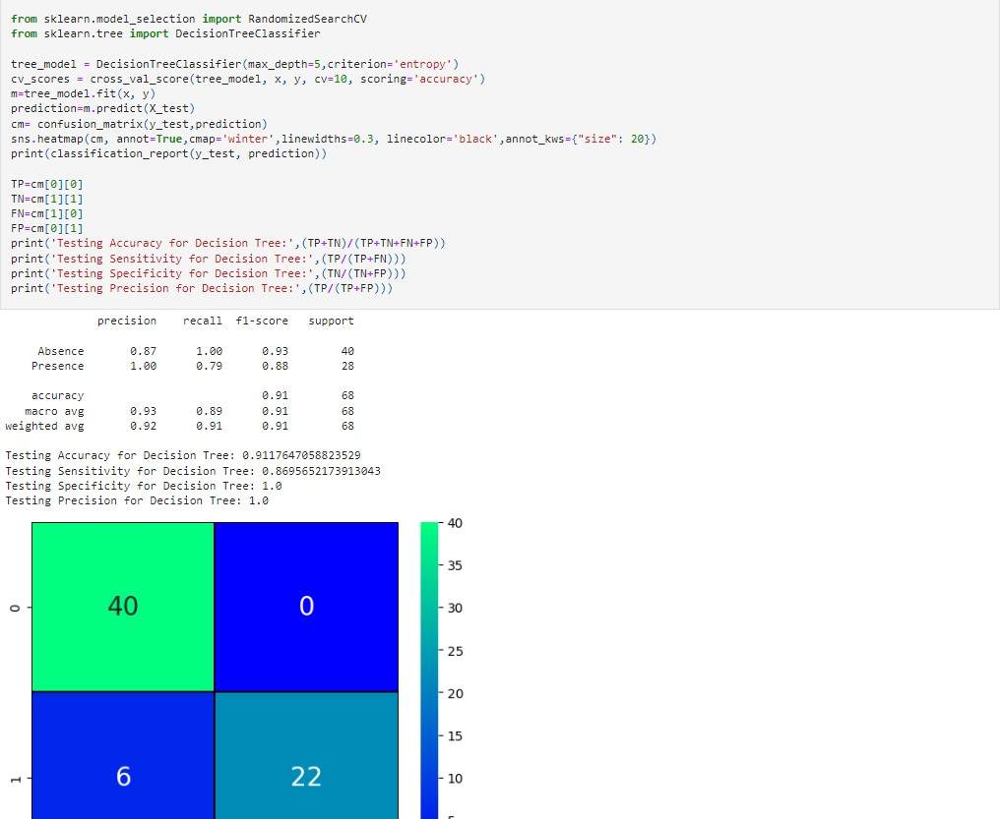 from sklearn.model_selection import RandomizedSearchCV
from sklearn.tree import DecisionTreeClassifier
tree_model = DecisionTreeClassifier(max_depth=5,criterion='entropy')
cv_scores = cross_val_score(tree_model, x, y, cv=10, scoring='accuracy')
m=tree_model.fit(x, y)
prediction=m.predict(X_test)
cm= confusion_matrix(y_test,prediction)
sns.heatmap(cm, annot=True,cmap='winter',linewidths=0.3, linecolor='black',annot_kws={"size": 20})
print(classification_report(y_test, prediction))
TP=cm[0][0]
TN=cm[1][1]
FN=cm[1][0]
FP=cm[0][1]
print('Testing Accuracy for Decision Tree:',(TP+TN)/(TP+TN+FN+FP))
print('Testing Sensitivity for Decision Tree:',(TP/(TP+FN)))
print('Testing Specificity for Decision Tree:',(TN/(TN+FP)))
print('Testing Precision for Decision Tree:',(TP/(TP+FP)))
precision recall f1-score support
Absence 0.87 1.00 0.93 40
Presence 1.00 0.79 0.88 28
accuracy 0.91 68
macro avg 0.93 0.89 0.91 68
weighted avg 0.92 0.91 0.91 68
Testing Accuracy for Decision Tree: 0.9117647058823529
Testing Sensitivity for Decision Tree: 0.8695652173913043
Testing Specificity for Decision Tree: 1.0
Testing Precision for Decision Tree: 1.0
40
35
0 40 0
30
25
20
15
1 6 22
10